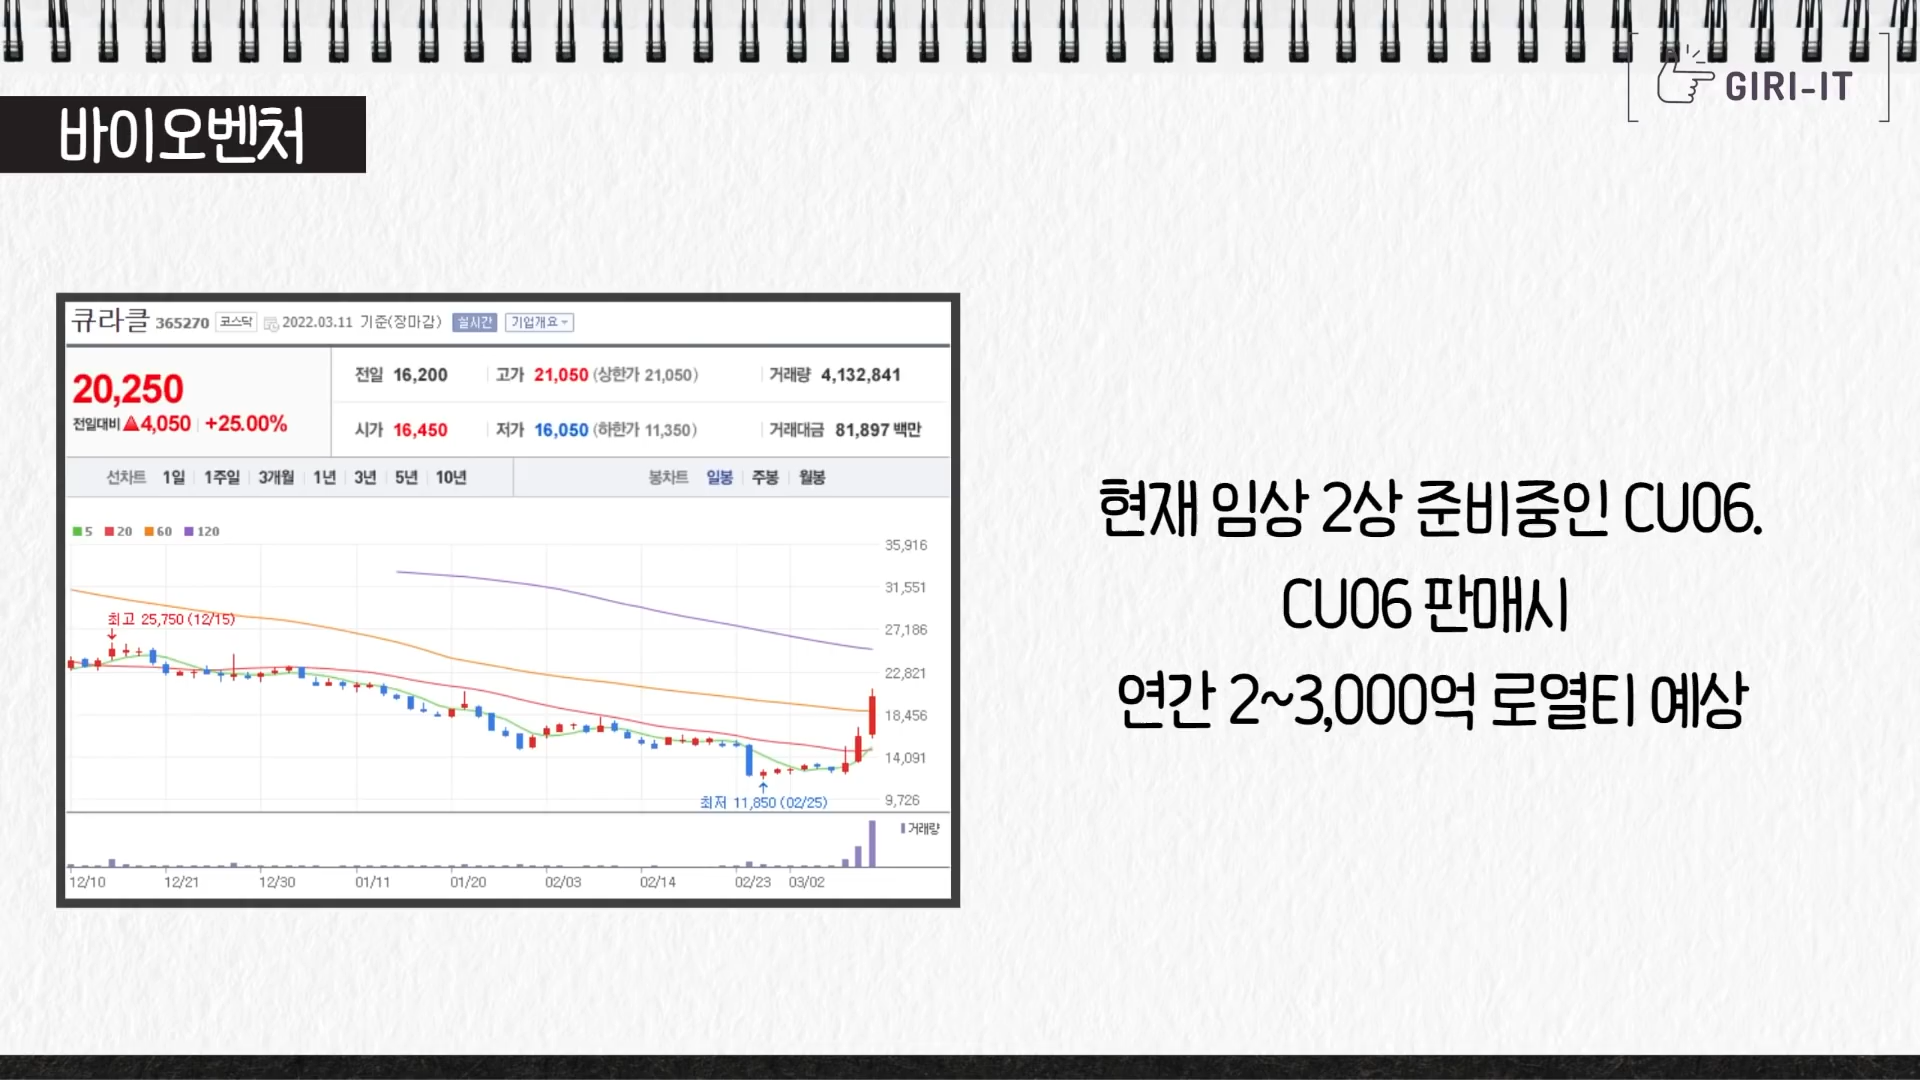 GIRI-IT
바이오벤처
큐라클 365270 코스닥 2022.03.11 기준(장마감) 실시간 기업개요
20,250
전일대비 ▲4,050 +25.00%
전일 16,200 고가 21,050 (상한가 21,050) 거래량 4,132,841
시가 16,450 저가 16,050 (하한가 11,350) 거래대금 81,897 백만
선차트 1일 1주일 3개월 1년 3년 5년 10년 봉차트 일봉 주봉 월봉
5 20 60 120
35,916
31,551
27,186
22,821
18,456
14,091
9,726
최고 25,750 (12/15)
최저 11,850 (02/25)
거래량
12/10 12/21 12/30 01/11 01/20 02/03 02/14 02/23 03/02
현재 임상 2상 준비중인 CU06.
CU06 판매시
연간 2~3,000억 로열티 예상